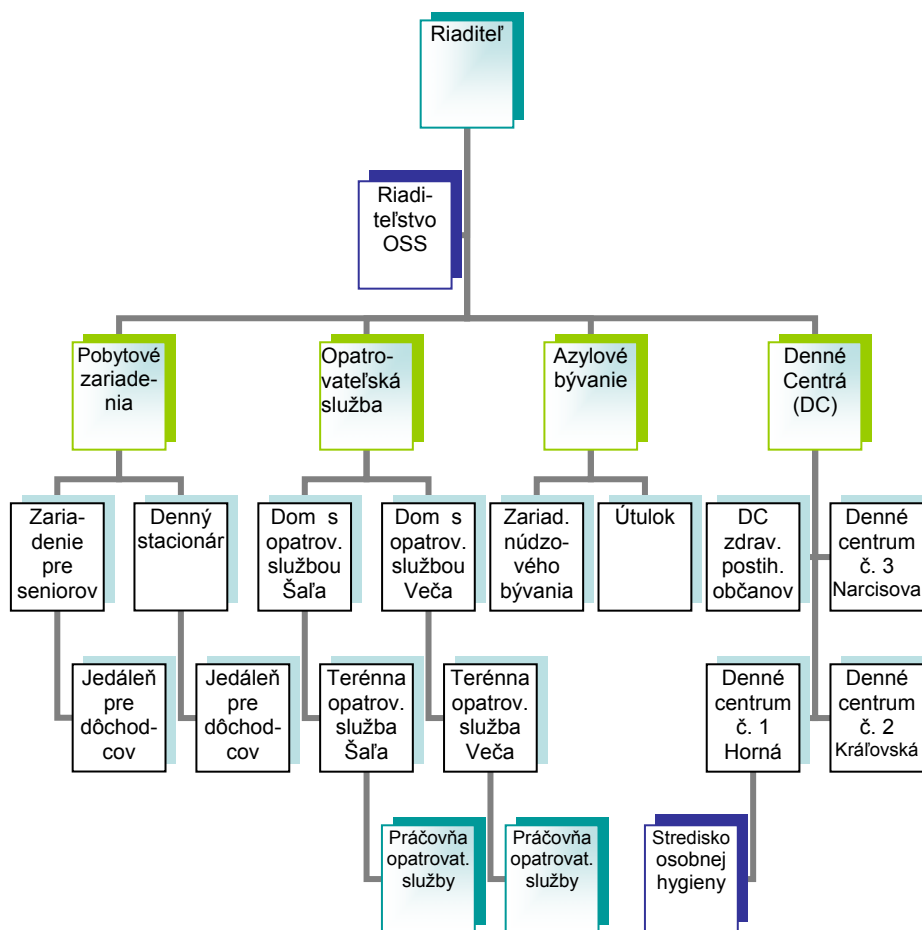 Riaditeľ
Riadi-
teľstvo
OSS
Pobytové
zariade-
nia
Opatro-
vateľská
služba
Azylové
bývanie
Denné
Centrá
(DC)
Zaria-
denie
pre
seniorov
Denný
stacionár
Dom s
opatrov.
službou
Šaľa
Dom s
opatrov.
službou
Veča
Zariad.
núdzo-
vého
bývania
Útulok
DC
zdrav.
postih.
občanov
Denné
centrum
č. 3
Narcisova
Jedáleň
pre
dôchod-
cov
Jedáleň
pre
dôchod-
cov
Terénna
opatrov.
služba
Šaľa
Terénna
opatrov.
služba
Veča
Denné
centrum
č. 1
Horná
Denné
centrum
č. 2
Kráľovská
Práčovňa
opatrovat.
služby
Práčovňa
opatrovat.
služby
Stredisko
osobnej
hygieny